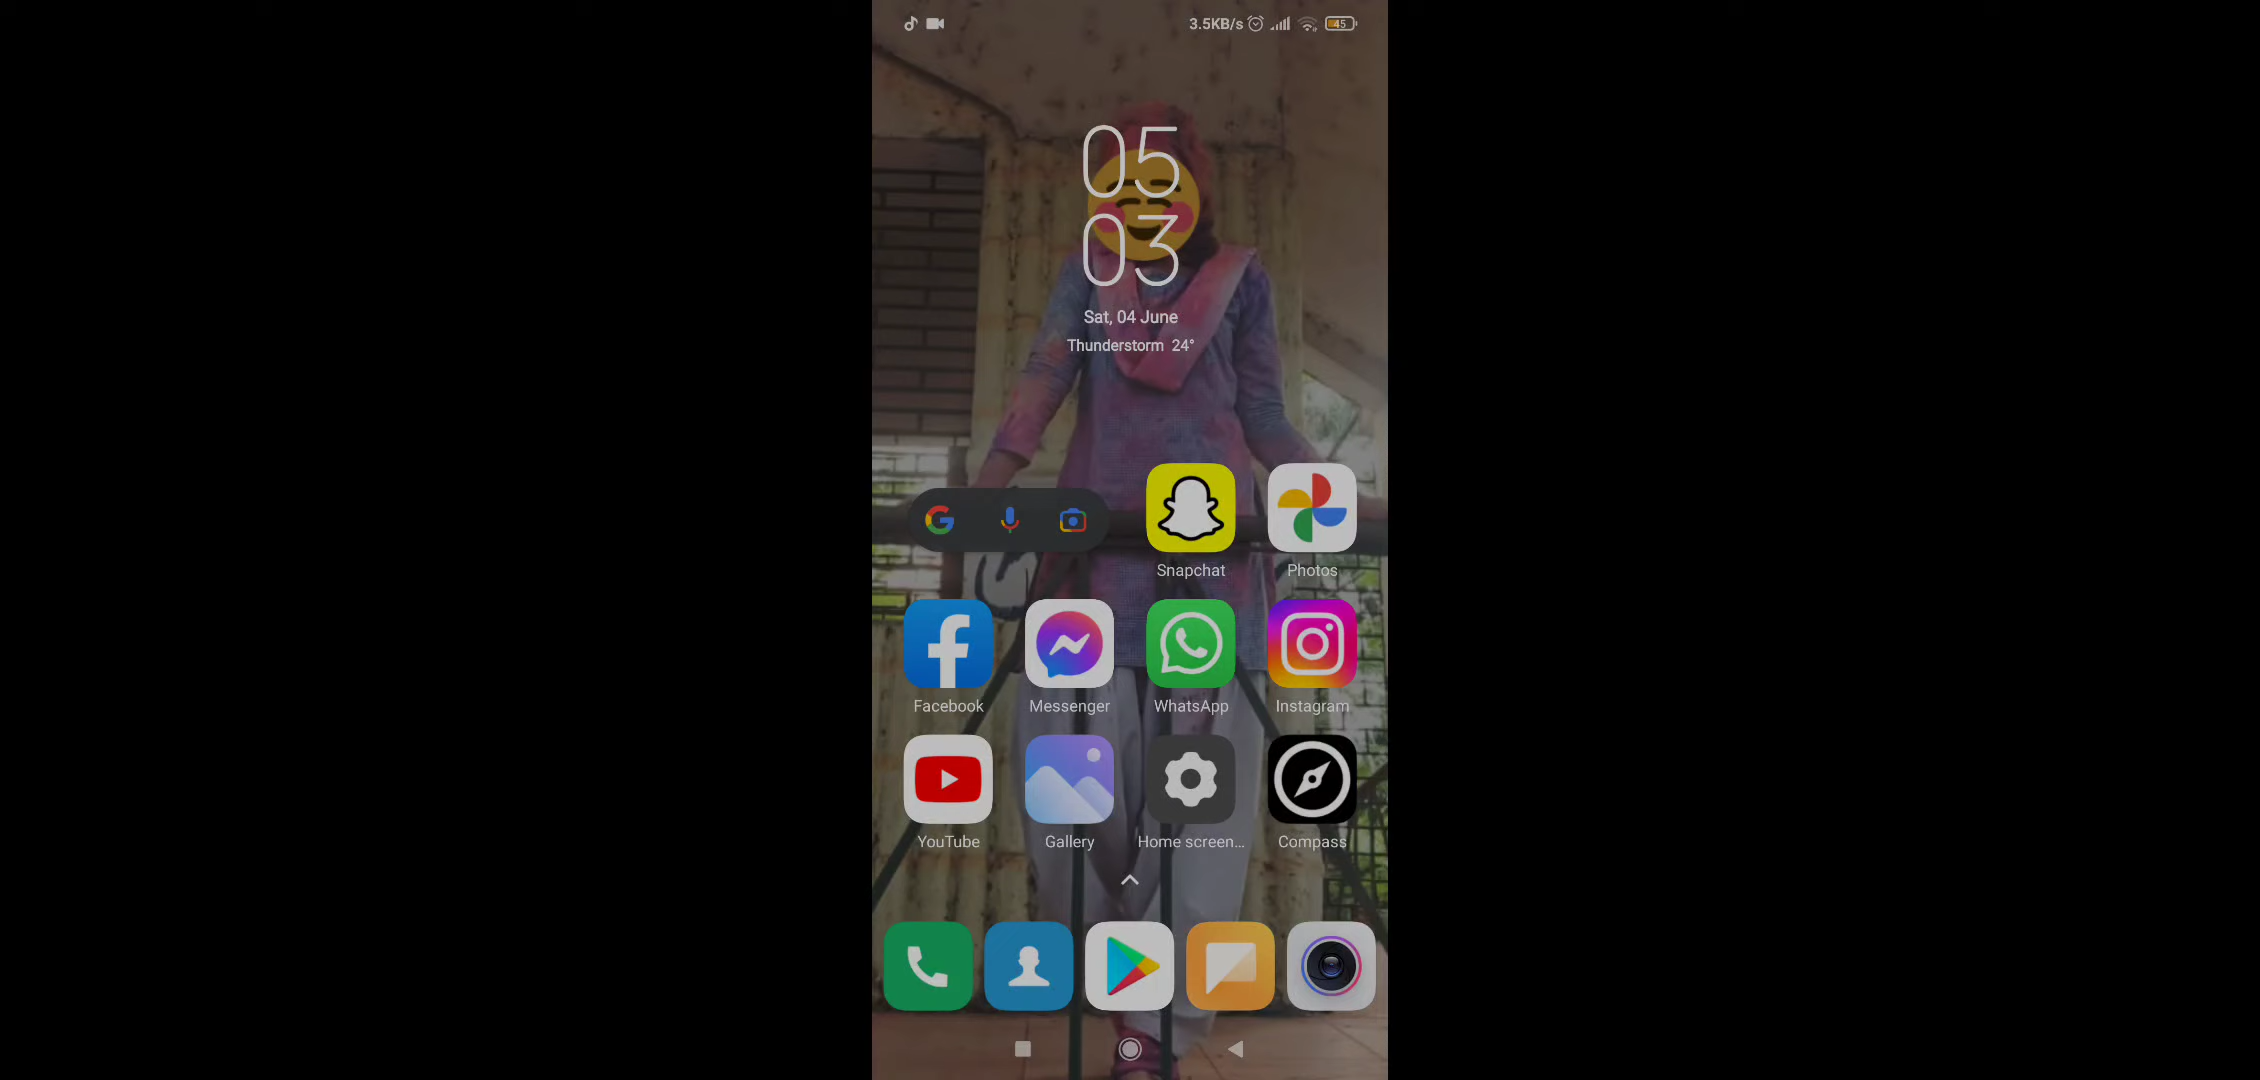 3.5KB/s 45
05
03
Sat, 04 June
Thunderstorm 24°
Snapchat Photos
Facebook Messenger WhatsApp Instagram
YouTube Gallery Home screen... Compass